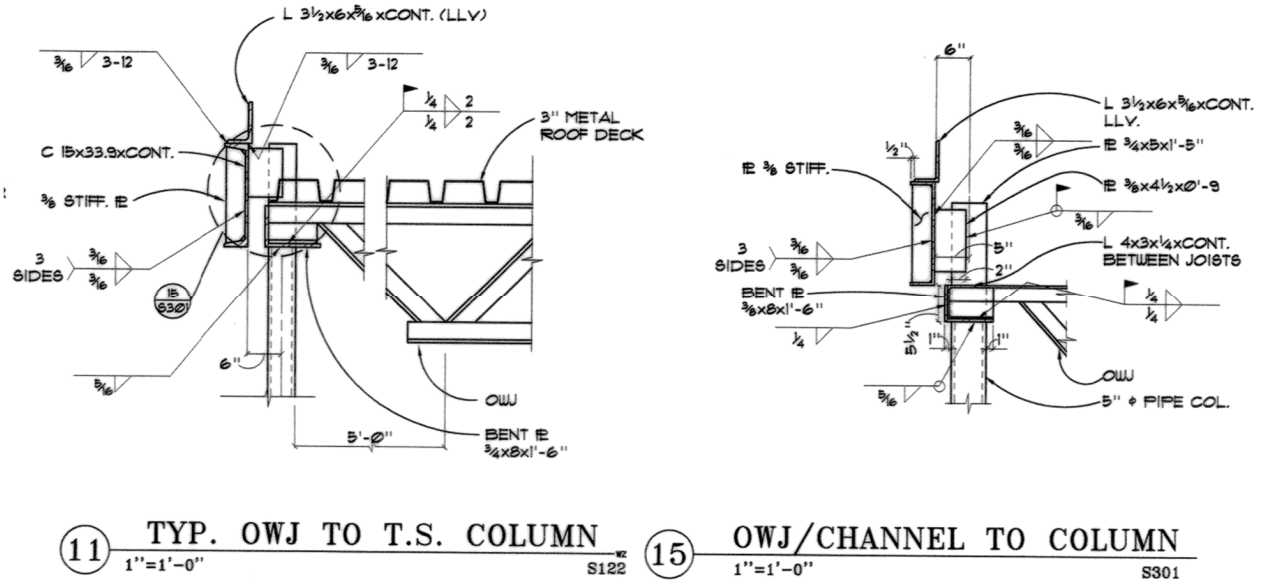 L 3½x6x5/16 xCONT. (LLV)
3/16 3-12
3/16 3-12
1/4 2
1/4 2
3" METAL
ROOF DECK
C 15x33.9xCONT.
3/8 STIFF. PL
3
SIDES
3/16
3/16
15
S301
6"
5/16
5'-0"
OWJ
BENT PL
3/4x8x1'-6"
11
TYP. OWJ TO T.S. COLUMN
1"=1'-0"
WZ
S122
6"
L 3½x6x5/16xCONT.
LLV.
3/16
3/16
1/2"
PL 3/4x5x1'-5"
PL 3/8 STIFF.
PL 3/8x4½x0'-9
3/16
3
SIDES
3/16
3/16
5"
L 4x3x1/4xCONT.
BETWEEN JOISTS
2"
BENT PL
3/8x8x1'-6"
1/4
1/4
1/4
5½"
1"
1"
OWJ
5/16
5" φ PIPE COL.
15
OWJ/CHANNEL TO COLUMN
1"=1'-0"
S301